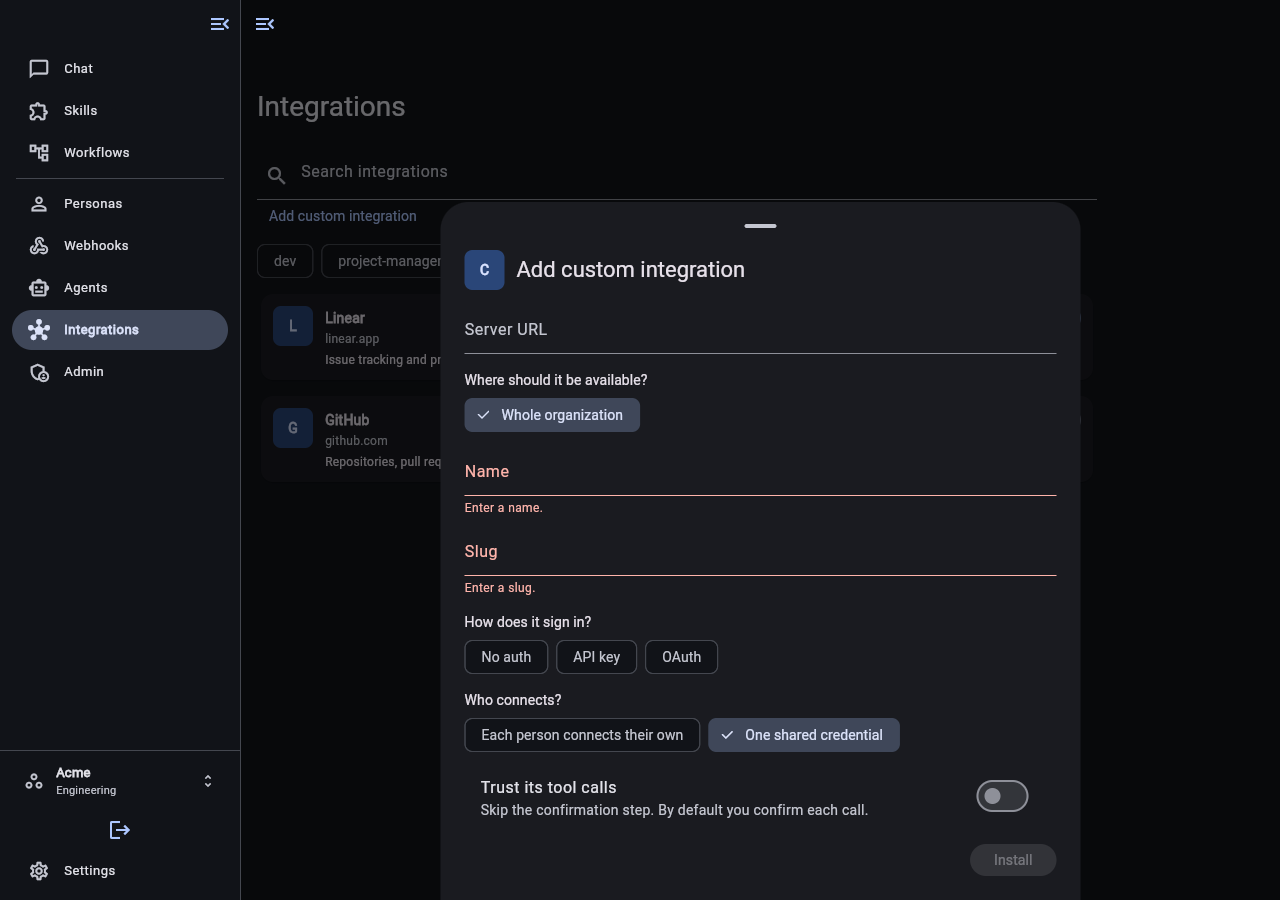 Chat
Skills
Workflows
Personas
Webhooks
Agents
Integrations
Admin
Acme
Engineering
Settings
Integrations
Search integrations
Add custom integration
dev
project-manager
L
Linear
linear.app
Issue tracking and pr
G
GitHub
github.com
Repositories, pull req
C
Add custom integration
Server URL
Where should it be available?
Whole organization
Name
Enter a name.
Slug
Enter a slug.
How does it sign in?
No auth
API key
OAuth
Who connects?
Each person connects their own
One shared credential
Trust its tool calls
Skip the confirmation step. By default you confirm each call.
Install